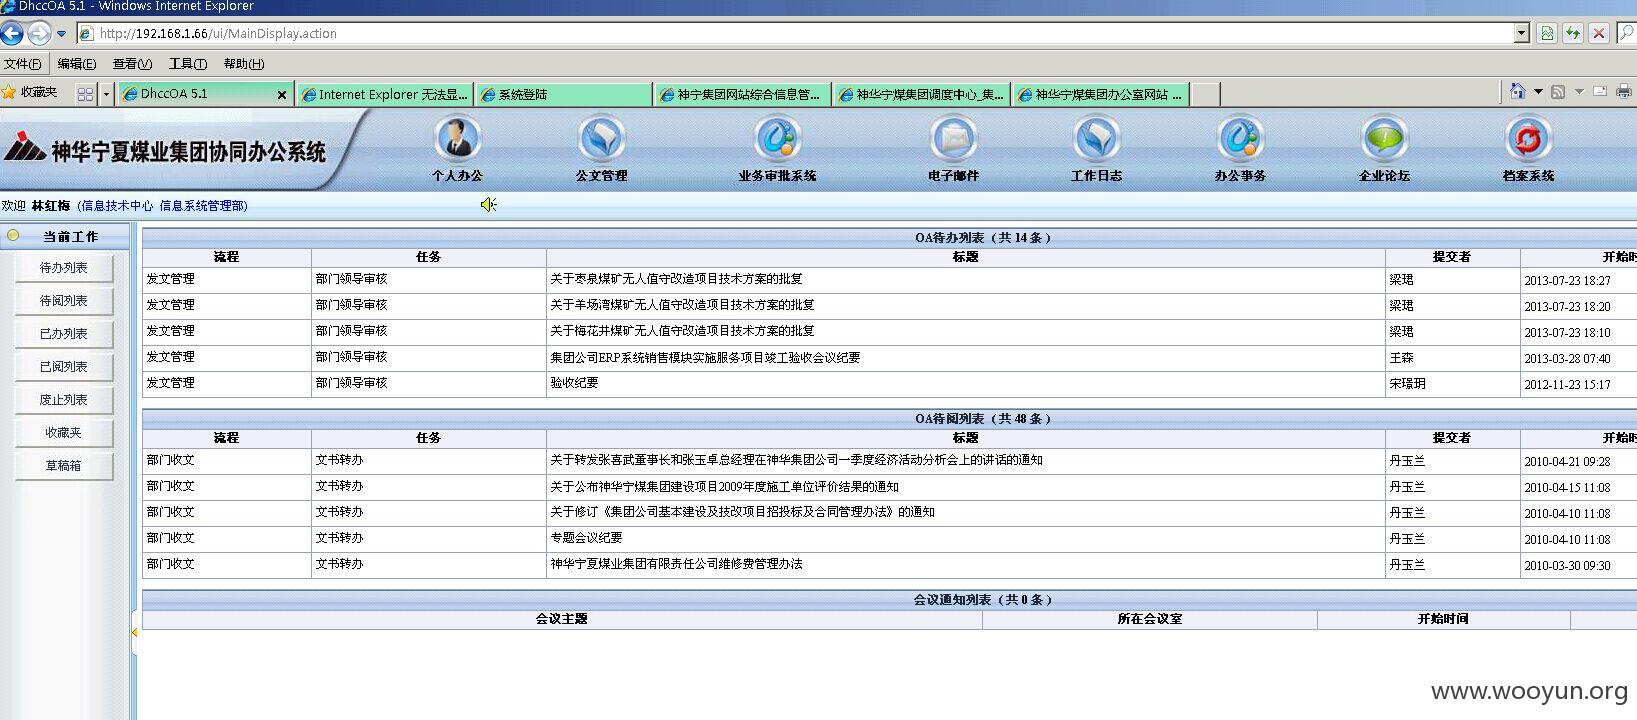 DhccOA 5.1 - Windows Internet Explorer
http://192.168.1.66/ui/MainDisplay.action
文件(F) 编辑(E) 查看(V) 工具(T) 帮助(H)
收藏夹 DhccOA 5.1 Internet Explorer 无法显... 系统登陆 神宁集团网站综合信息管... 神华宁煤集团调度中心_集... 神华宁煤集团办公室网站 ...
神华宁夏煤业集团协同办公系统
个人办公 公文管理 业务审批系统 电子邮件 工作日志 办公事务 企业论坛 档案系统
欢迎 林红梅 (信息技术中心 信息系统管理部)
当前工作
待办列表
待阅列表
已办列表
已阅列表
废止列表
收藏夹
草稿箱
OA待办列表（共 14 条）
流程 任务 标题 提交者 开始时
发文管理 部门领导审核 关于枣泉煤矿无人值守改造项目技术方案的批复 梁珺 2013-07-23 18:27
发文管理 部门领导审核 关于羊场湾煤矿无人值守改造项目技术方案的批复 梁珺 2013-07-23 18:20
发文管理 部门领导审核 关于梅花井煤矿无人值守改造项目技术方案的批复 梁珺 2013-07-23 18:10
发文管理 部门领导审核 集团公司ERP系统销售模块实施服务项目竣工验收会议纪要 王森 2013-03-28 07:40
发文管理 部门领导审核 验收纪要 宋璟玥 2012-11-23 15:17
OA待阅列表（共 48 条）
流程 任务 标题 提交者 开始时
部门收文 文书转办 关于转发张喜武董事长和张玉卓总经理在神华集团公司一季度经济活动分析会上的讲话的通知 丹玉兰 2010-04-21 09:28
部门收文 文书转办 关于公布神华宁煤集团建设项目2009年度施工单位评价结果的通知 丹玉兰 2010-04-15 11:08
部门收文 文书转办 关于修订《集团公司基本建设及技改项目招投标及合同管理办法》的通知 丹玉兰 2010-04-10 11:08
部门收文 文书转办 专题会议纪要 丹玉兰 2010-04-10 11:08
部门收文 文书转办 神华宁夏煤业集团有限责任公司维修费管理办法 丹玉兰 2010-03-30 09:30
会议通知列表（共 0 条）
会议主题 所在会议室 开始时间
www.wooyun.org